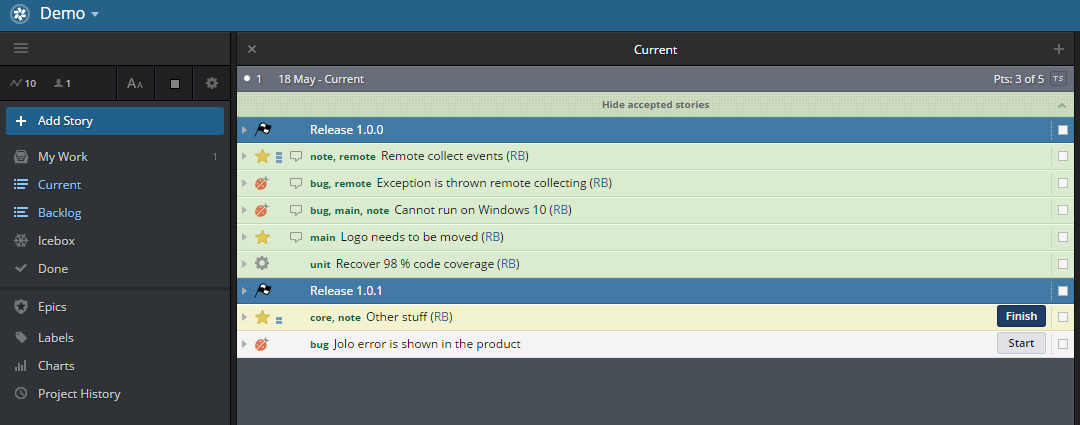 Demo
10 1 AA
Add Story
My Work 1
Current
Backlog
Icebox
Done
Epics
Labels
Charts
Project History
Current
1 18 May - Current Pts: 3 of 5 TS
Hide accepted stories
Release 1.0.0
note, remote Remote collect events (RB)
bug, remote Exception is thrown remote collecting (RB)
bug, main, note Cannot run on Windows 10 (RB)
main Logo needs to be moved (RB)
unit Recover 98 % code coverage (RB)
Release 1.0.1
core, note Other stuff (RB) Finish
bug Jolo error is shown in the product Start